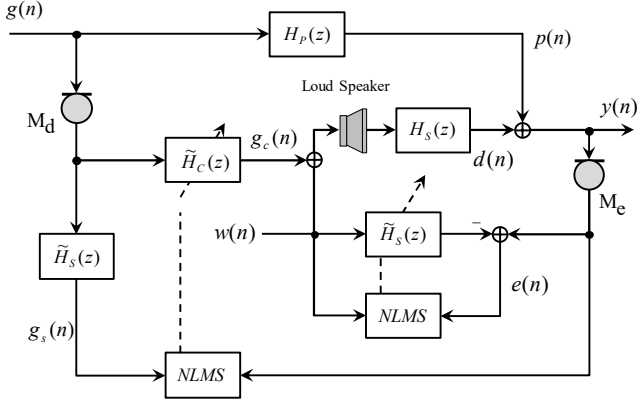 g(n)
H_P(z)
p(n)
Loud Speaker
y(n)
M_d
H̃_C(z)
g_c(n)
H_S(z)
d(n)
M_e
w(n)
H̃_S(z)
−
H̃_S(z)
e(n)
g_s(n)
NLMS
NLMS